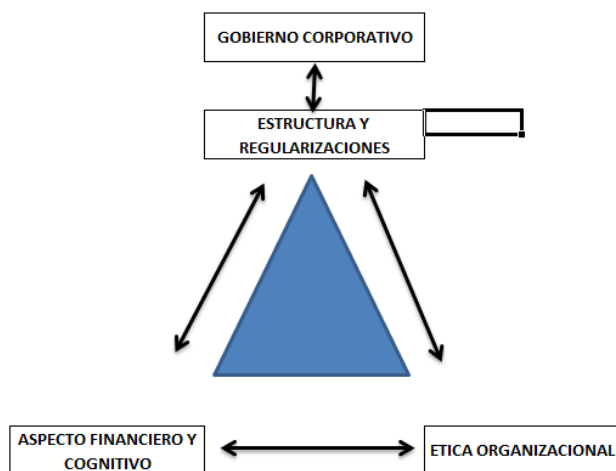 GOBIERNO CORPORATIVO
ESTRUCTURA Y
REGULARIZACIONES
ASPECTO FINANCIERO Y
COGNITIVO
ETICA ORGANIZACIONAL